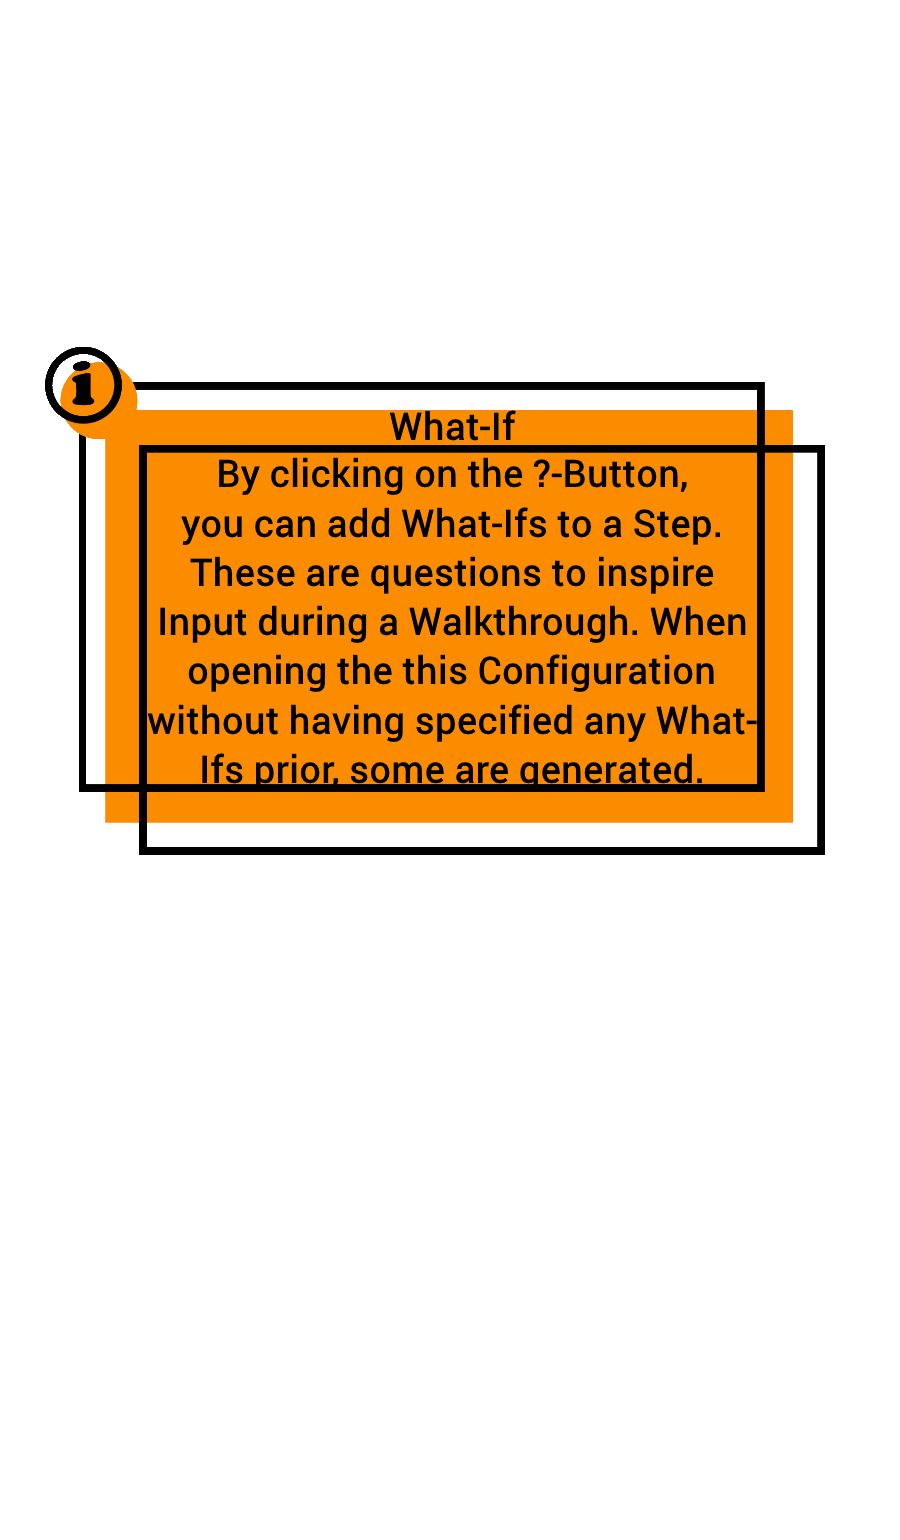 i
What-If
By clicking on the ?-Button,
you can add What-Ifs to a Step.
These are questions to inspire
Input during a Walkthrough. When
opening the this Configuration
without having specified any What-
Ifs prior, some are generated.